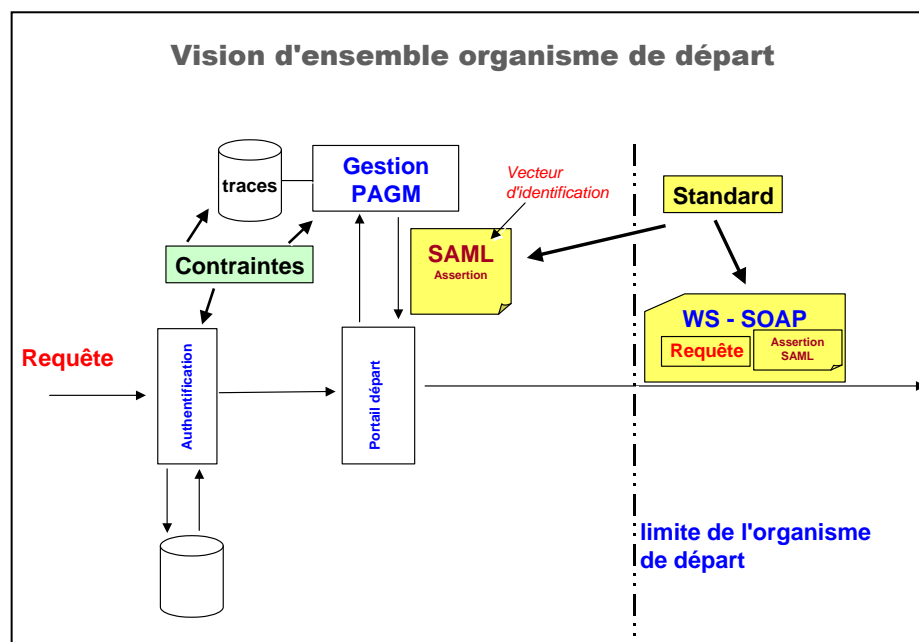 Vision d'ensemble organisme de départ
traces
Gestion
PAGM
Vecteur
d'identification
Standard
Contraintes
SAML
Assertion
WS - SOAP
Requête
Assertion
SAML
Requête
Authentification
Portail départ
limite de l'organisme
de départ